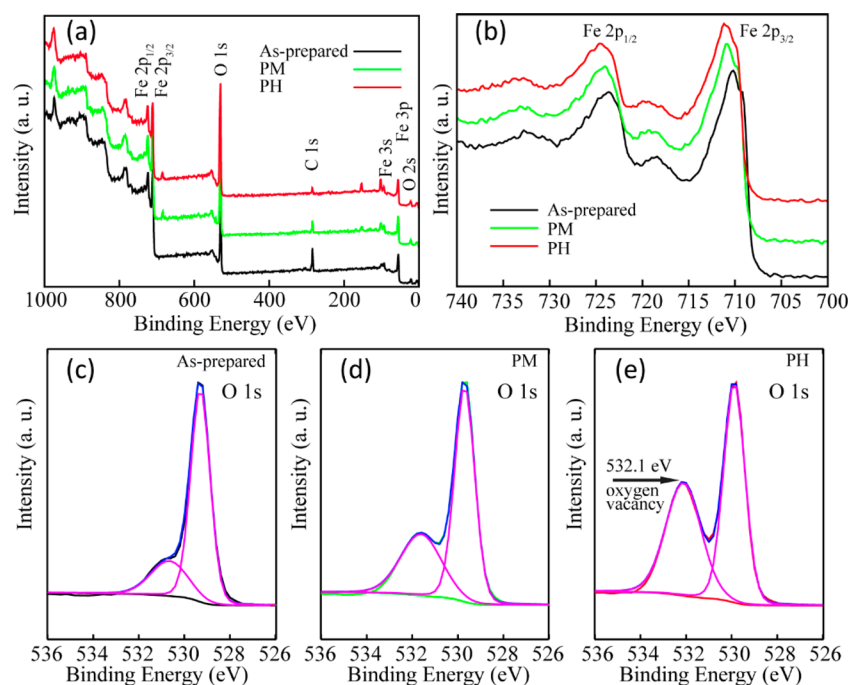 (a)
As-prepared
PM
PH
Fe 2p1/2
Fe 2p3/2
O 1s
C 1s
Fe 3s
Fe 3p
O 2s
Intensity (a. u.)
1000 800 600 400 200 0
Binding Energy (eV)
(b)
Fe 2p1/2
Fe 2p3/2
As-prepared
PM
PH
Intensity (a. u.)
740 735 730 725 720 715 710 705 700
Binding Energy (eV)
(c)
As-prepared
O 1s
Intensity (a. u.)
536 534 532 530 528 526
Binding Energy (eV)
(d)
PM
O 1s
Intensity (a. u.)
536 534 532 530 528 526
Binding Energy (eV)
(e)
PH
O 1s
532.1 eV
oxygen
vacancy
Intensity (a. u.)
536 534 532 530 528 526
Binding Energy (eV)